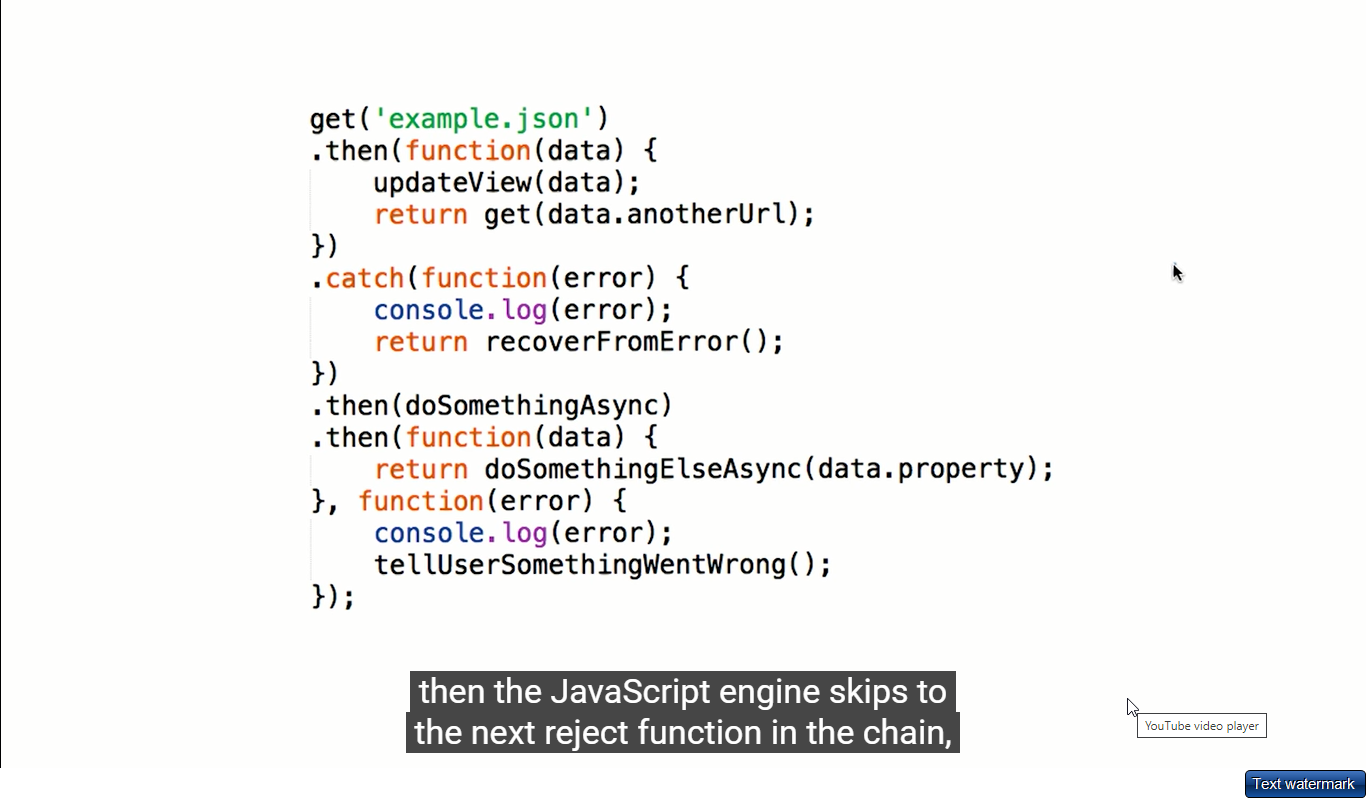 get('example.json')
.then(function(data) {
    updateView(data);
    return get(data.anotherUrl);
})
.catch(function(error) {
    console.log(error);
    return recoverFromError();
})
.then(doSomethingAsync)
.then(function(data) {
    return doSomethingElseAsync(data.property);
}, function(error) {
    console.log(error);
    tellUserSomethingWentWrong();
});
then the JavaScript engine skips to
the next reject function in the chain,
YouTube video player
Text watermark